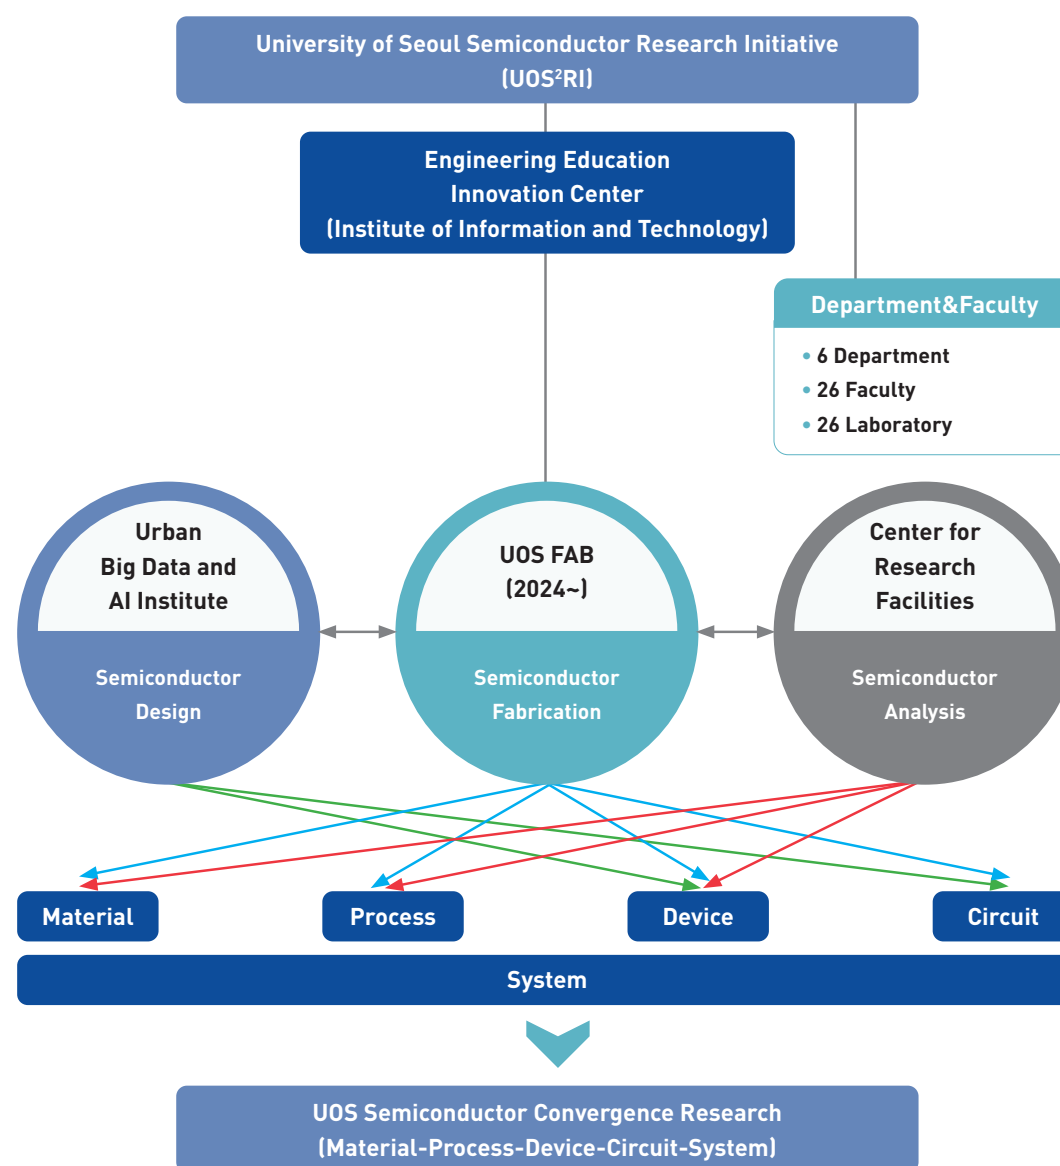 University of Seoul Semiconductor Research Initiative
(UOS²RI)
Engineering Education
Innovation Center
(Institute of Information and Technology)
Department&Faculty
• 6 Department
• 26 Faculty
• 26 Laboratory
Urban
Big Data and
AI Institute
Semiconductor
Design
UOS FAB
(2024~)
Semiconductor
Fabrication
Center for
Research
Facilities
Semiconductor
Analysis
Material
Process
Device
Circuit
System
UOS Semiconductor Convergence Research
(Material-Process-Device-Circuit-System)